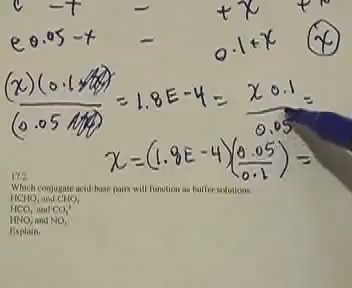 c -x - +x +x
e 0.05-x - 0.1+x x
(x)(0.1 / (0.05 = 1.8E-4 = x 0.1 / 0.05 =
x = (1.8E-4)(0.05/0.1) =
17.2
Which conjugate acid-base pairs will function as buffer solutions
HCHO₂ and CHO₂
HCO₃ and CO₃
HNO₃ and NO₃
Explain.